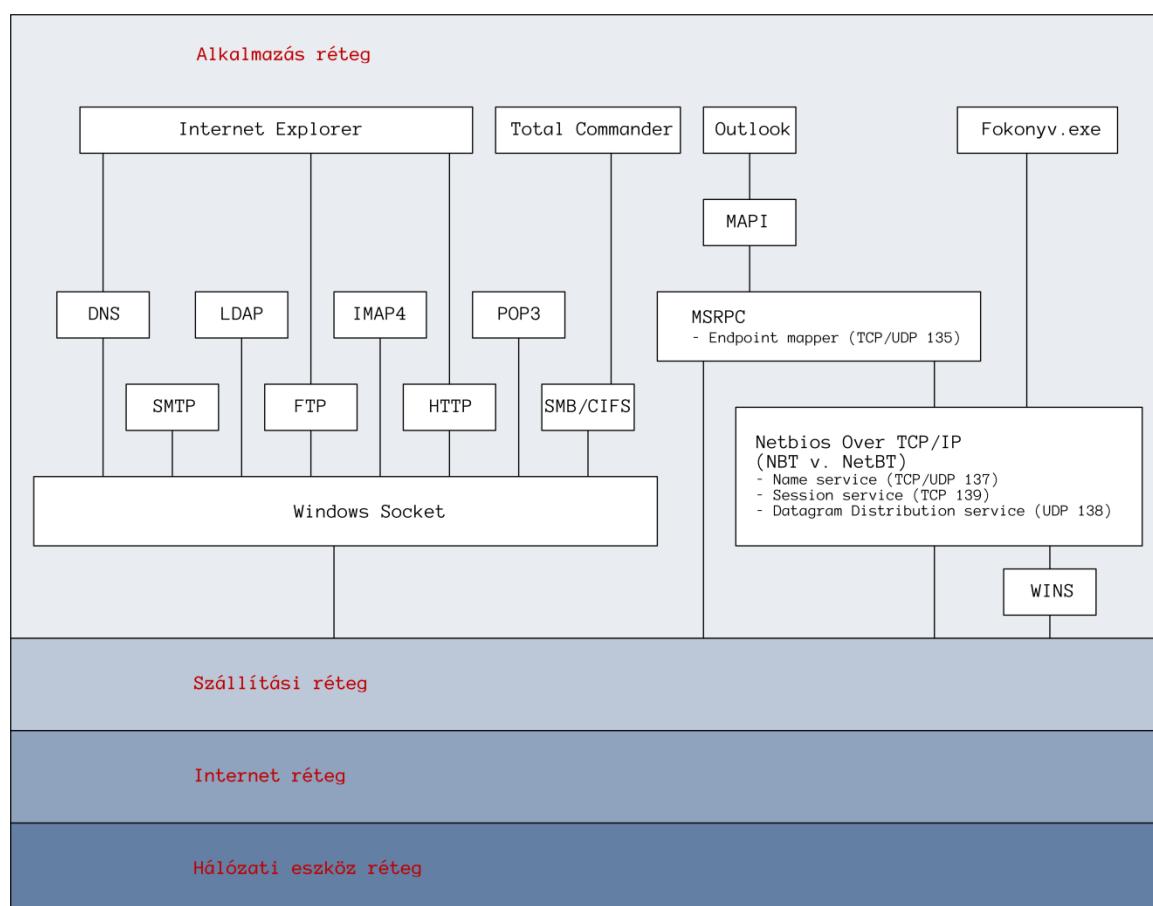 Alkalmazás réteg
Internet Explorer
Total Commander
Outlook
Fokonyv.exe
MAPI
DNS
LDAP
IMAP4
POP3
MSRPC
- Endpoint mapper (TCP/UDP 135)
SMTP
FTP
HTTP
SMB/CIFS
Netbios Over TCP/IP
(NBT v. NetBT)
- Name service (TCP/UDP 137)
- Session service (TCP 139)
- Datagram Distribution service (UDP 138)
Windows Socket
WINS
Szállítási réteg
Internet réteg
Hálózati eszköz réteg